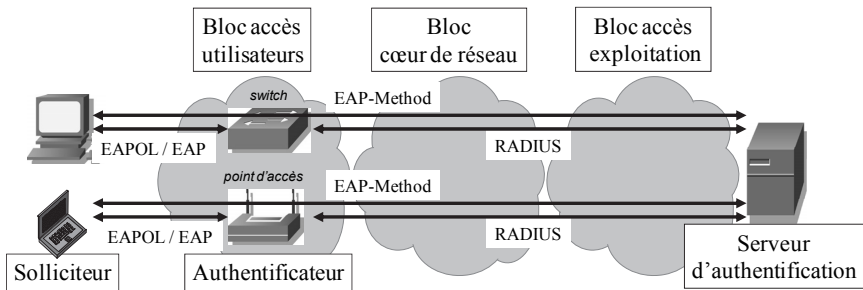 Bloc accès
utilisateurs
Bloc
cœur de réseau
Bloc accès
exploitation
switch
EAP-Method
EAPOL / EAP
RADIUS
point d'accès
EAP-Method
EAPOL / EAP
RADIUS
Solliciteur
Authentificateur
Serveur
d'authentification